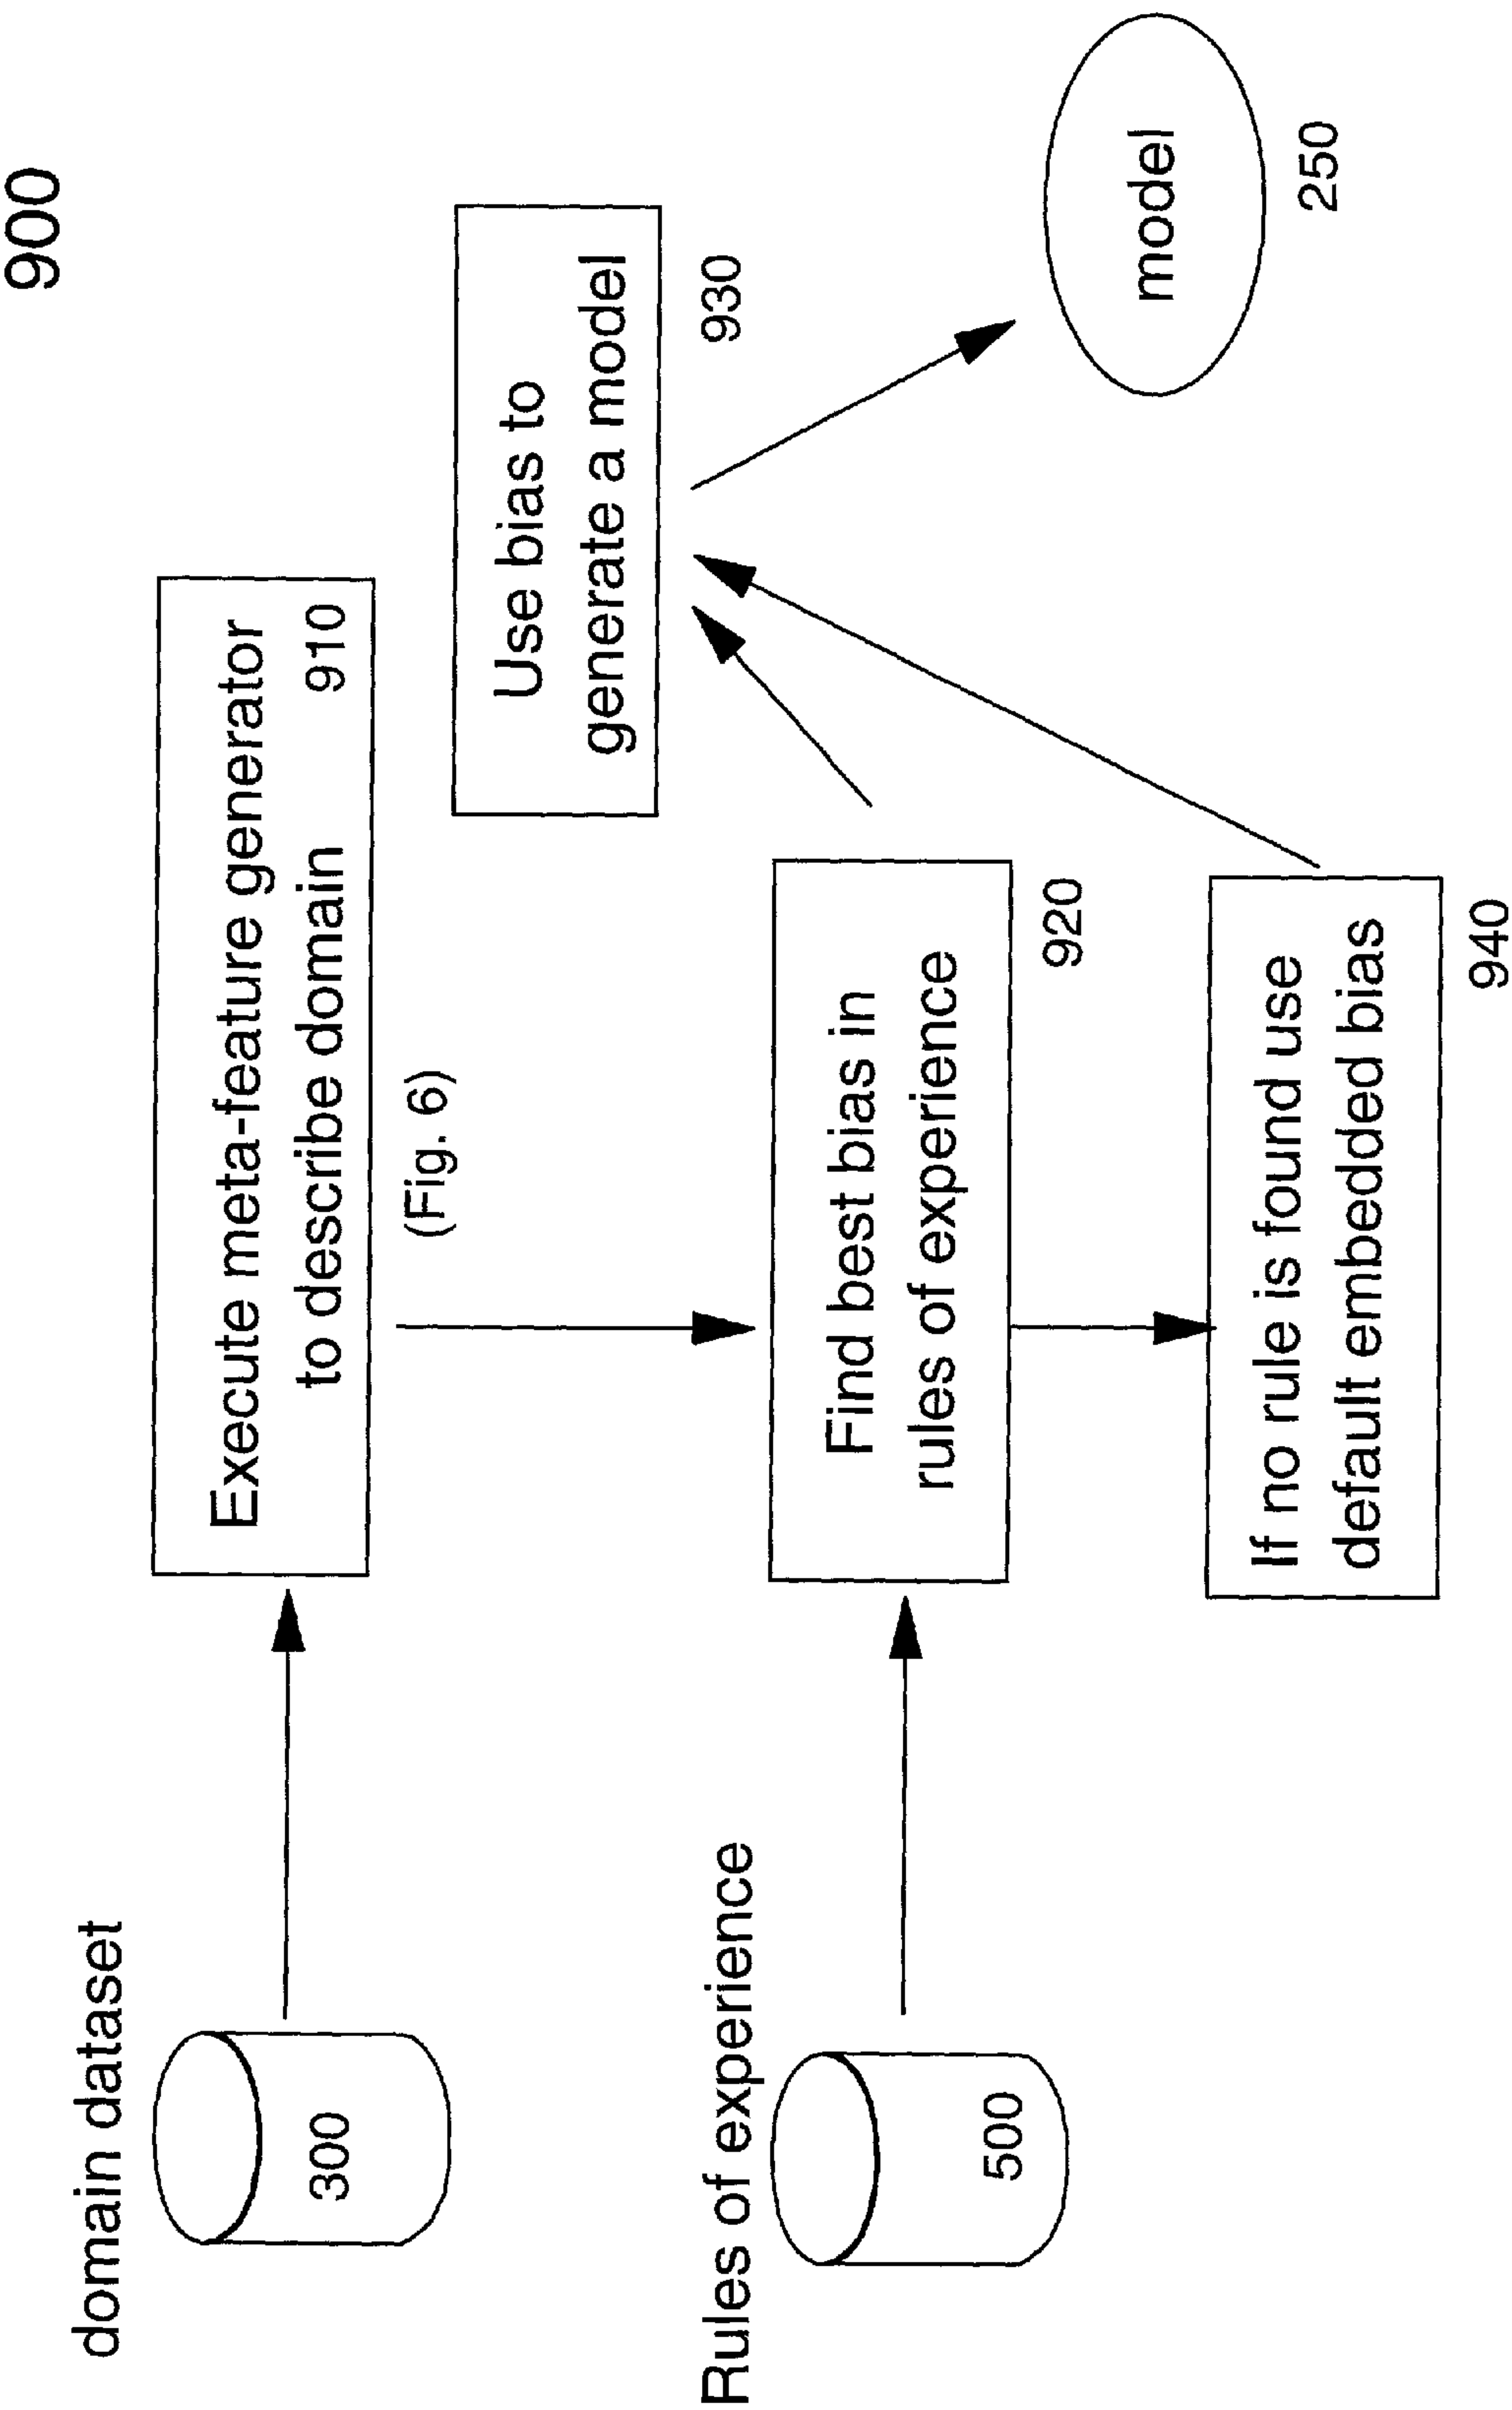 900
domain dataset
300
Execute meta-feature generator
to describe domain 910
(Fig. 6)
Use bias to
generate a model
930
Rules of experience
500
Find best bias in
rules of experience
920
model
250
If no rule is found use
default embedded bias
940